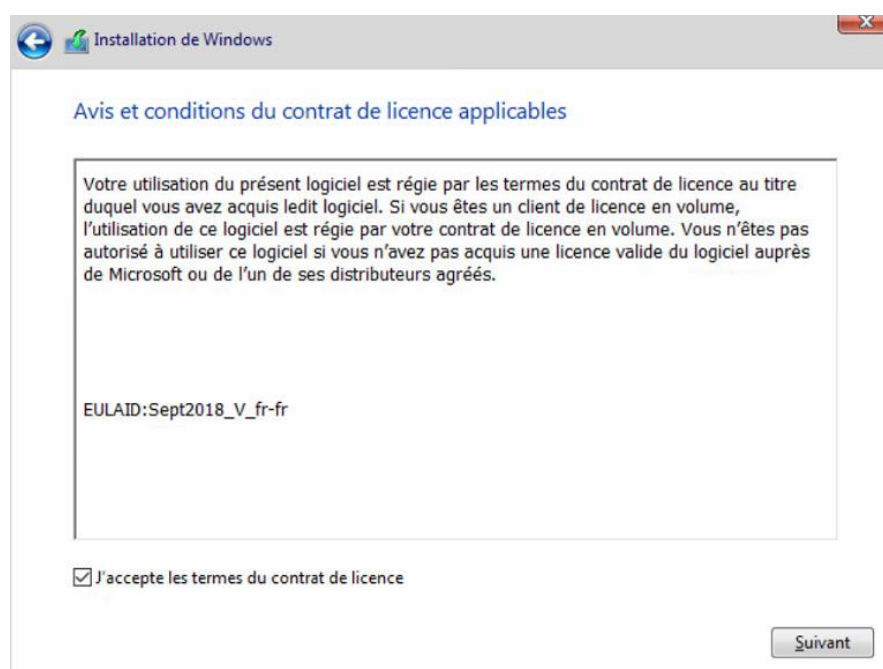 Installation de Windows
Avis et conditions du contrat de licence applicables
Votre utilisation du présent logiciel est régie par les termes du contrat de licence au titre
duquel vous avez acquis ledit logiciel. Si vous êtes un client de licence en volume,
l’utilisation de ce logiciel est régie par votre contrat de licence en volume. Vous n’êtes pas
autorisé à utiliser ce logiciel si vous n’avez pas acquis une licence valide du logiciel auprès
de Microsoft ou de l’un de ses distributeurs agréés.
EULAID:Sept2018_V_fr-fr
J'accepte les termes du contrat de licence
Suivant